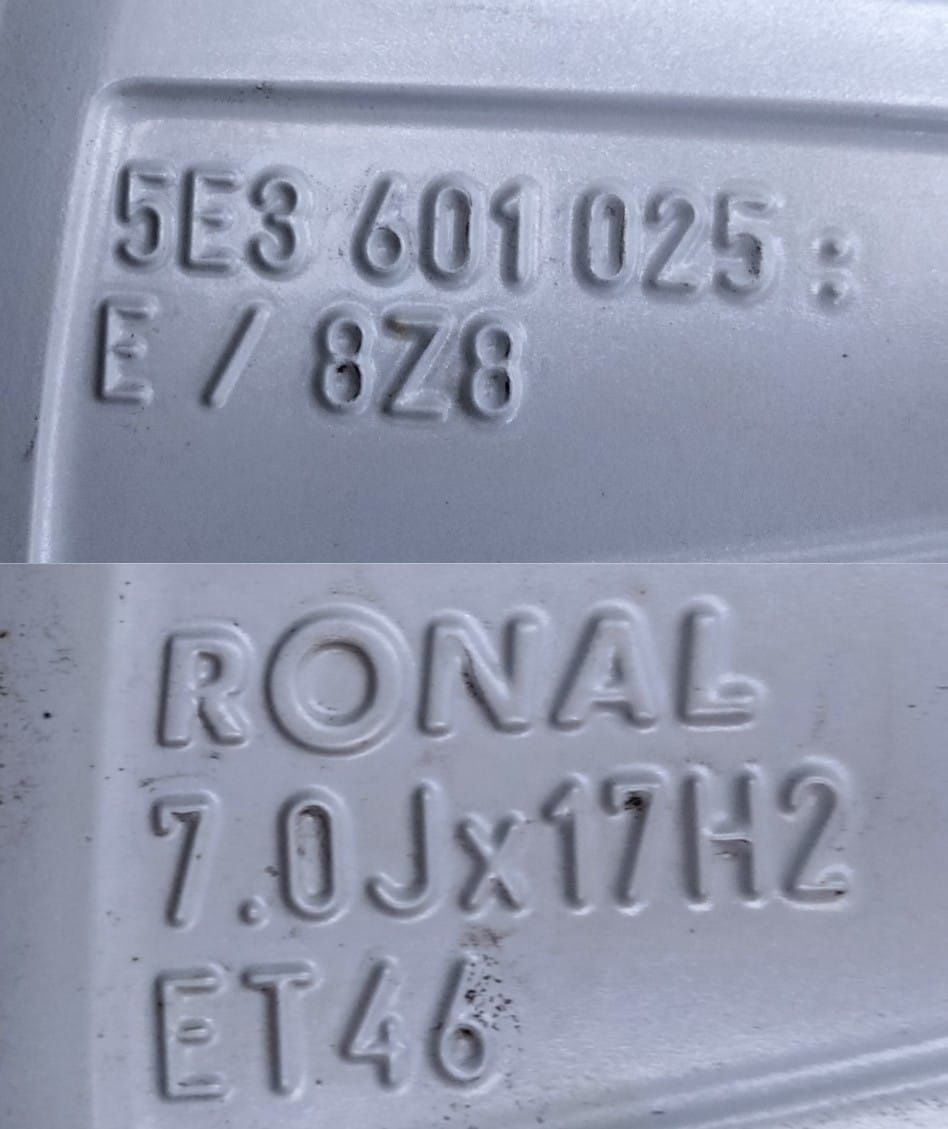 5E3 601 025 :
E / 8Z8
RONAL
7.0Jx17H2
ET46